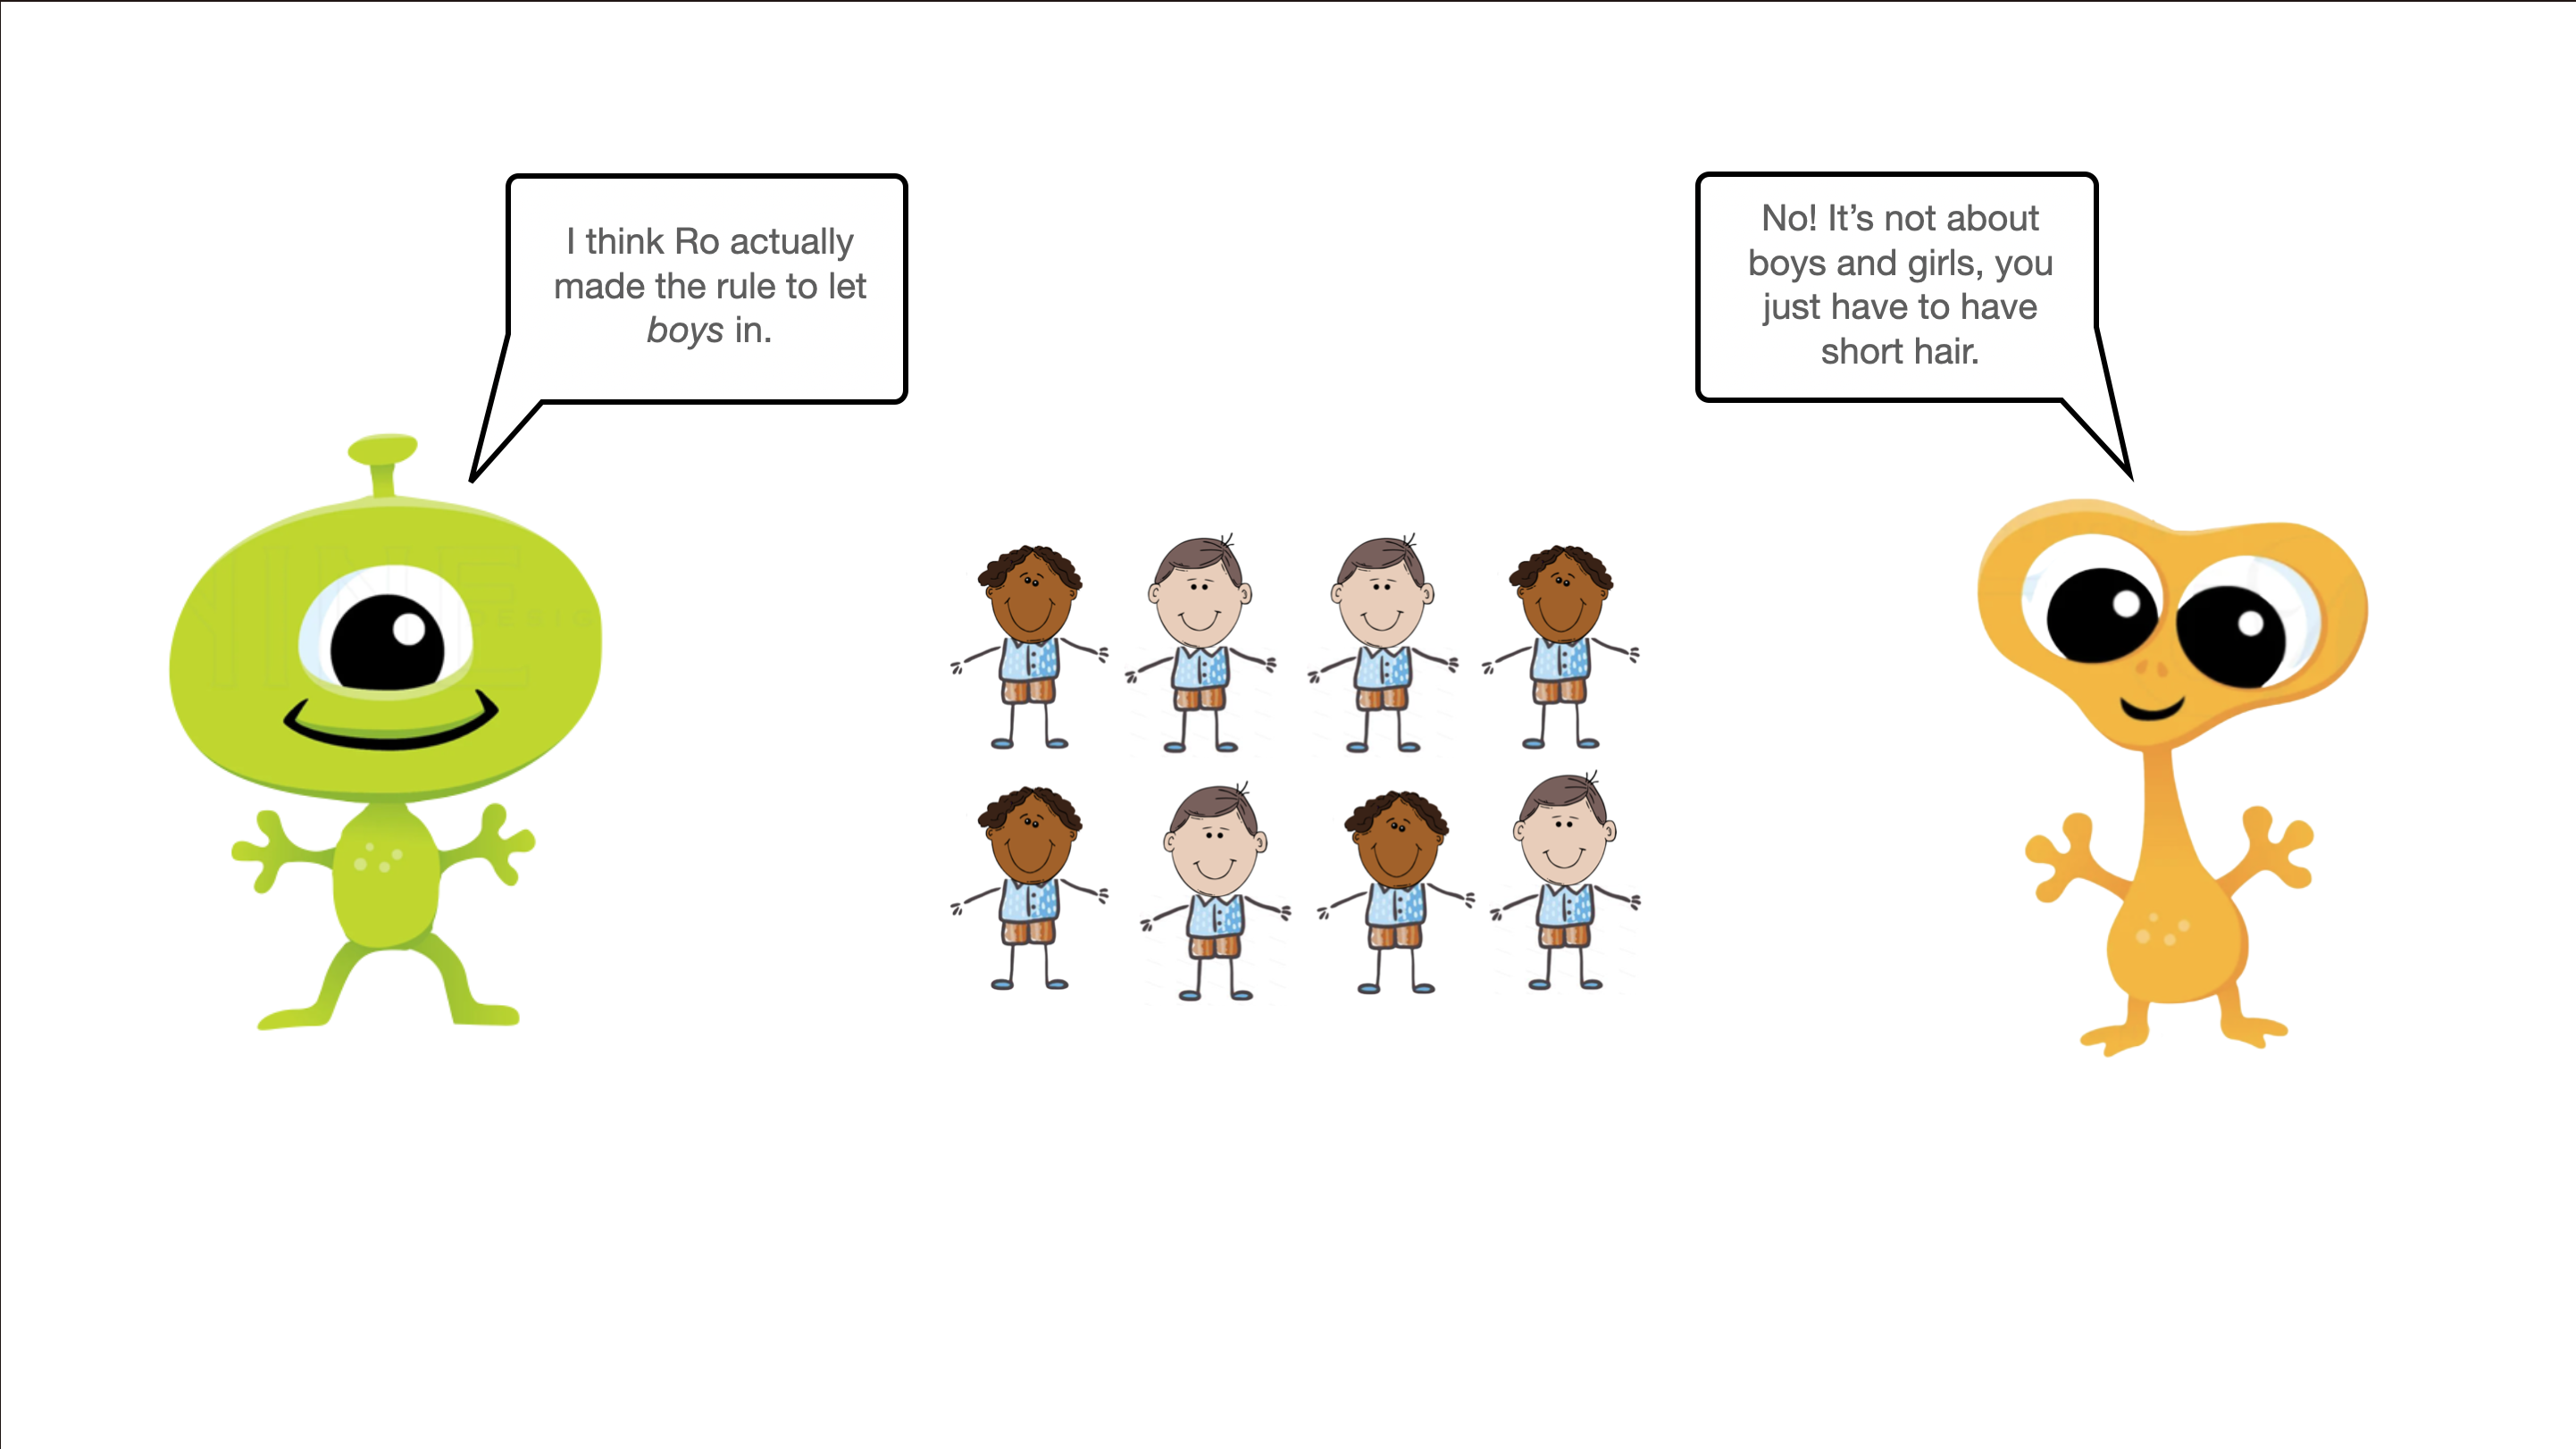 I think Ro actually
made the rule to let
boys in.
No! It’s not about
boys and girls, you
just have to have
short hair.